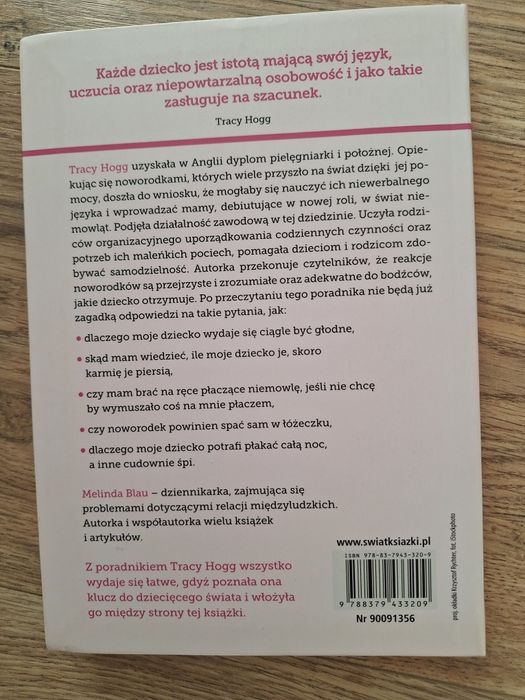 Każde dziecko jest istotą mającą swój język,
uczucia oraz niepowtarzalną osobowość i jako takie
zasługuje na szacunek.
Tracy Hogg
Tracy Hogg uzyskała w Anglii dyplom pielęgniarki i położnej. Opie-
kując się noworodkami, których wiele przyszło na świat dzięki jej po-
mocy, doszła do wniosku, że mogłaby się nauczyć ich niewerbalnego
języka i wprowadzać mamy, debiutujące w nowej roli, w świat nie-
mowląt. Podjęła działalność zawodową w tej dziedzinie. Uczyła rodzi-
ców organizacyjnego uporządkowania codziennych czynności oraz
potrzeb ich maleńkich pociech, pomagała dzieciom i rodzicom zdo-
bywać samodzielność. Autorka przekonuje czytelników, że reakcje
noworodków są przejrzyste i zrozumiałe oraz adekwatne do bodźców,
jakie dziecko otrzymuje. Po przeczytaniu tego poradnika nie będą już
zagadką odpowiedzi na takie pytania, jak:
• dlaczego moje dziecko wydaje się ciągle być głodne,
• skąd mam wiedzieć, ile moje dziecko je, skoro
karmię je piersią,
• czy mam brać na ręce płaczące niemowlę, jeśli nie chcę
by wymuszało coś na mnie płaczem,
• czy noworodek powinien spać sam w łóżeczku,
• dlaczego moje dziecko potrafi płakać całą noc,
a inne cudownie śpi.
Melinda Blau – dziennikarka, zajmująca się
problemami dotyczącymi relacji międzyludzkich.
Autorka i współautorka wielu książek
i artykułów.
Z poradnikiem Tracy Hogg wszystko
wydaje się łatwe, gdyż poznała ona
klucz do dziecięcego świata i włożyła
go między strony tej książki.
www.swiatksiazki.pl
ISBN 978-83-7943-320-9
9 788379 433209
Nr 90091356
proj. okładki Krzysztof Rychter, fot. iStockphoto